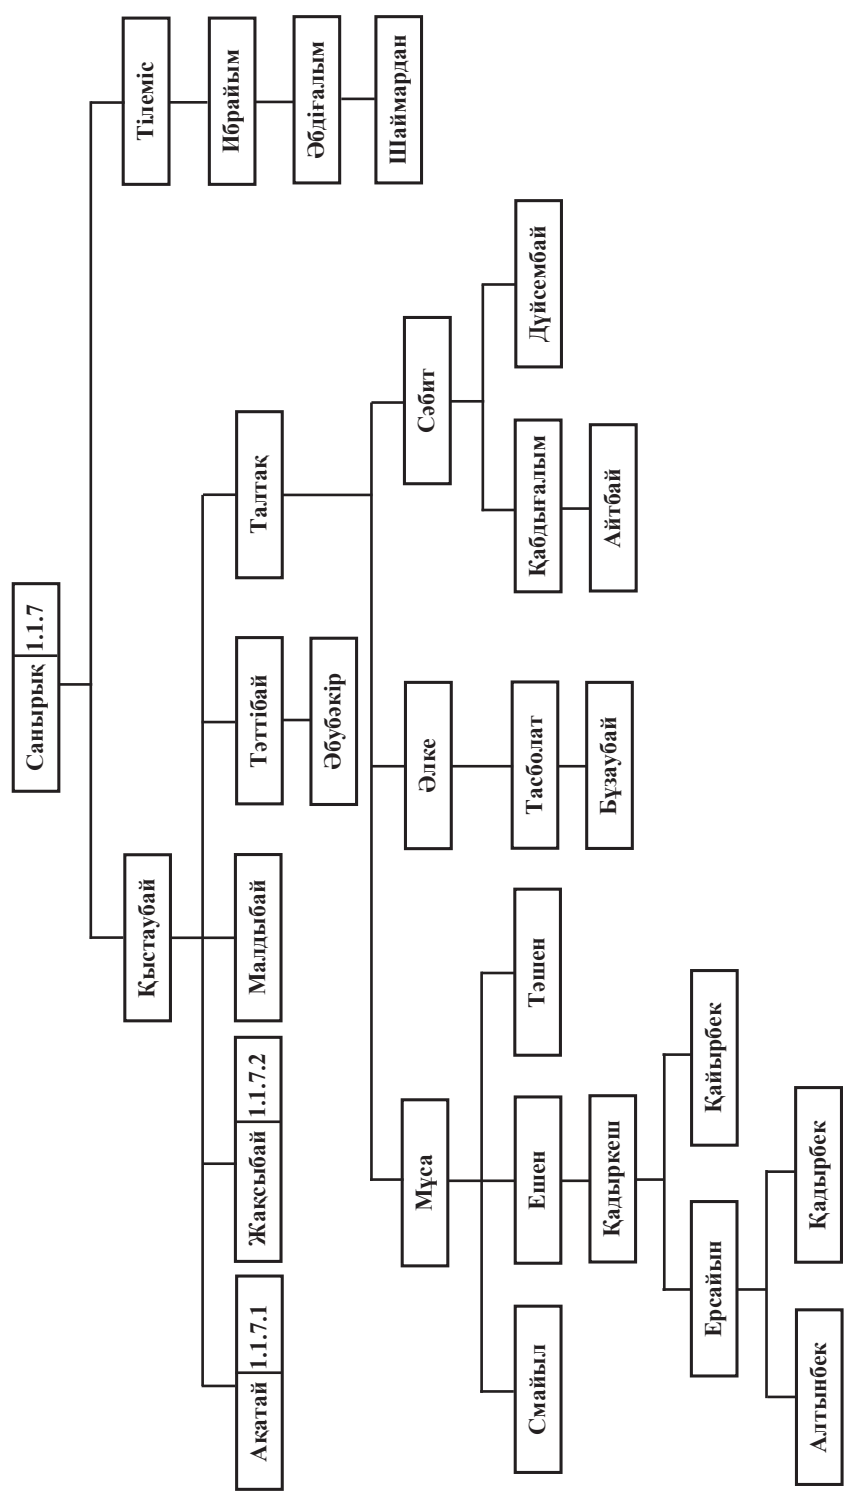 Санырық 1.1.7
Қыстаубай
Тілеміс
Ақатай 1.1.7.1
Жақсыбай 1.1.7.2
Малдыбай
Тәттібай
Талтақ
Ибрайым
Әбубәкір
Әбдіғалым
Мұса
Әлке
Сәбит
Шаймардан
Смайыл
Ешен
Тәшен
Тасболат
Қабдығалым
Дүйсембай
Қадыркеш
Бұзаубай
Айтбай
Ерсайын
Қайырбек
Алтынбек
Қадырбек